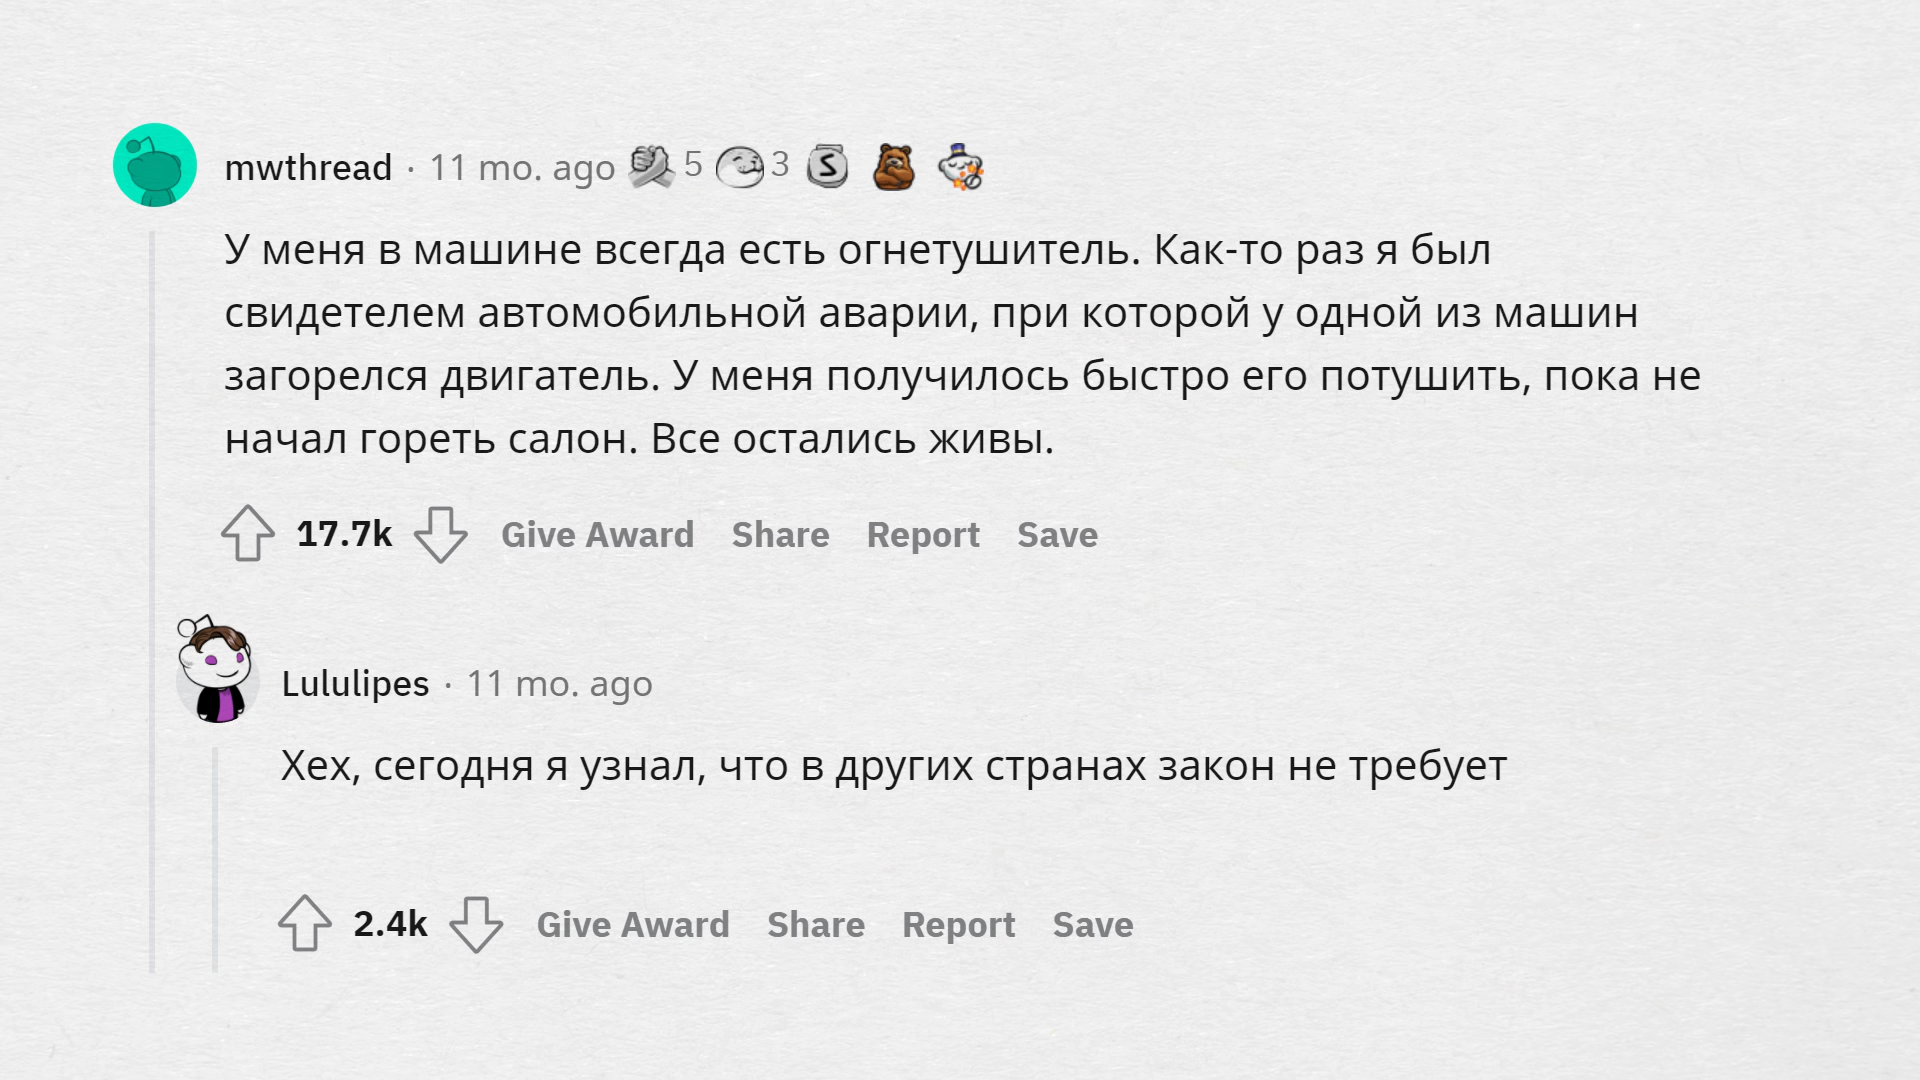 mwthread · 11 mo. ago 5 3 S
У меня в машине всегда есть огнетушитель. Как-то раз я был
свидетелем автомобильной аварии, при которой у одной из машин
загорелся двигатель. У меня получилось быстро его потушить, пока не
начал гореть салон. Все остались живы.
17.7k Give Award Share Report Save
Lululipes · 11 mo. ago
Хех, сегодня я узнал, что в других странах закон не требует
2.4k Give Award Share Report Save